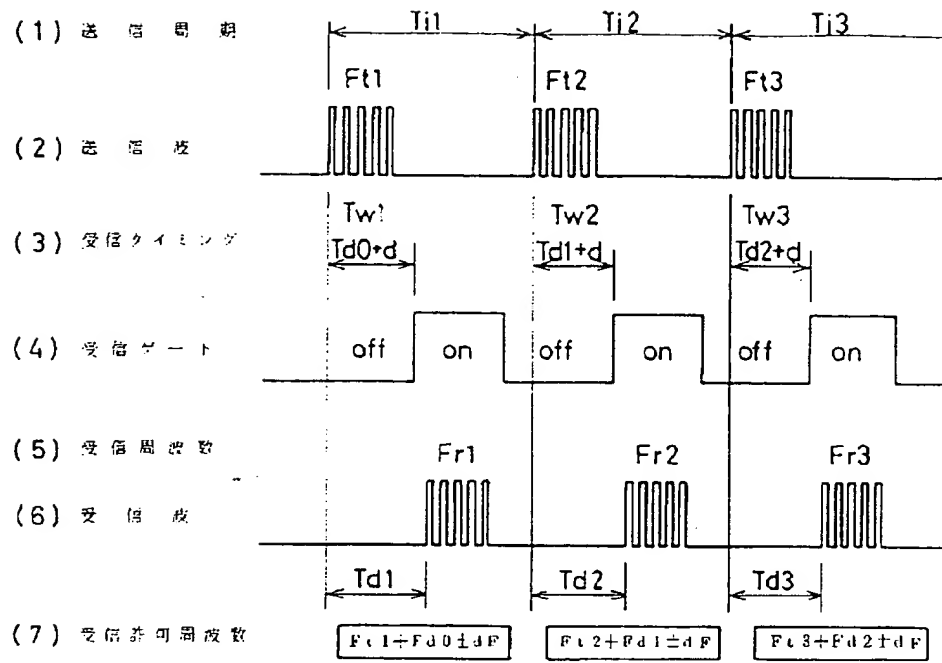 (1) 送信周期 Tj1 Tj2 Tj3
Ft1 Ft2 Ft3
(2) 送信波
Tw1 Tw2 Tw3
(3) 受信タイミング Td0+d Td1+d Td2+d
(4) 受信ゲート off on off on off on
(5) 受信周波数 Fr1 Fr2 Fr3
(6) 受信波
Td1 Td2 Td3
(7) 受信許可周波数 Ft1+Fd0±dF Ft2+Fd1±dF Ft3+Fd2±dF